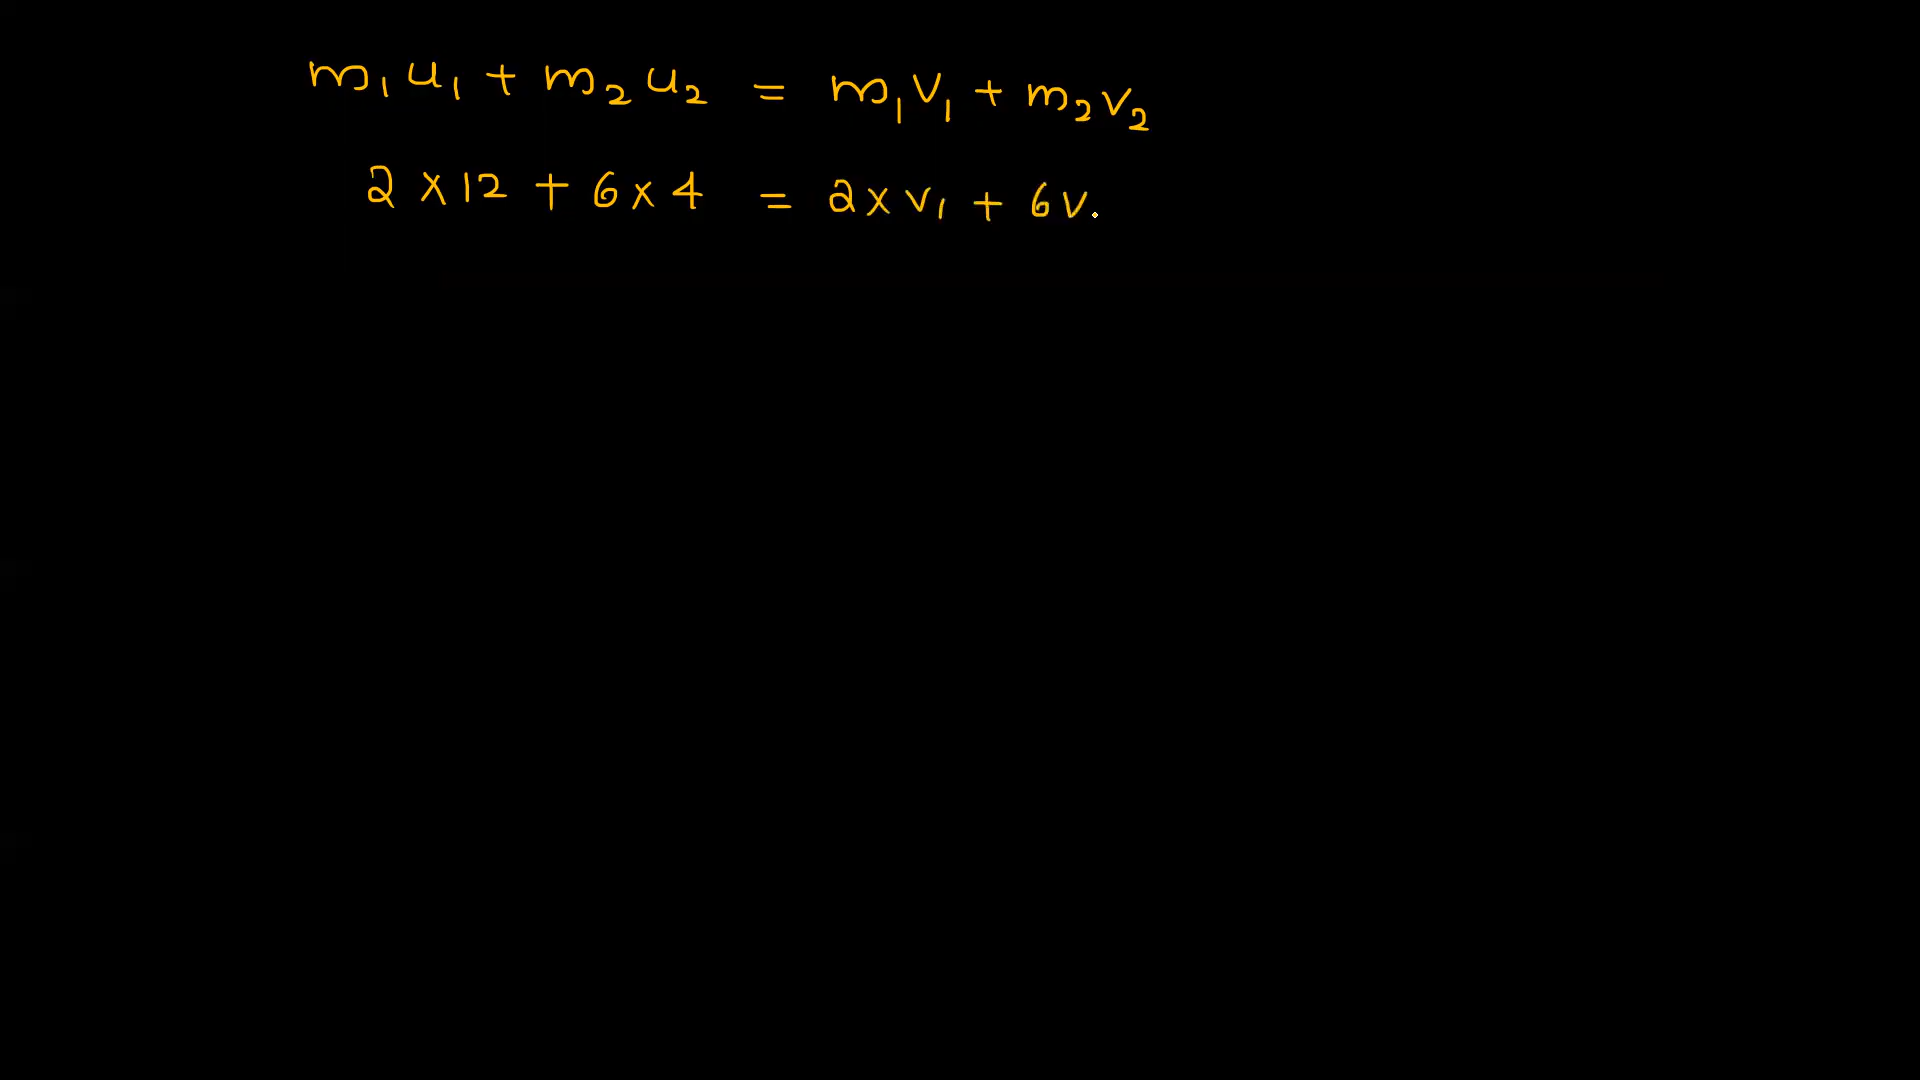 m₁u₁ + m₂u₂ = m₁v₁ + m₂v₂
2 × 12 + 6 × 4 = 2 × v₁ + 6v.